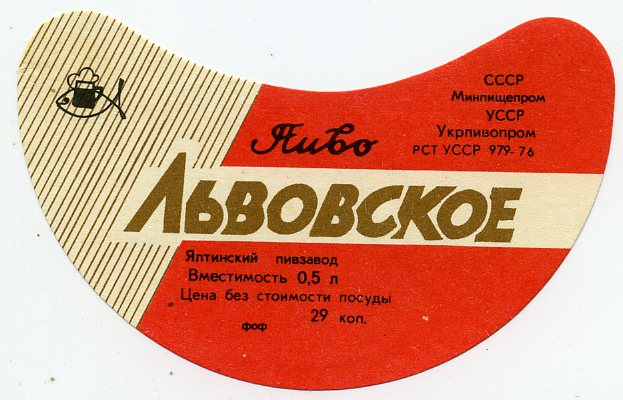 СССР
Минпищепром
УССР
Укрпивопром
РСТ УССР 979-76
Пиво
Львовское
Ялтинский пивзавод
Вместимость 0,5 л
Цена без стоимости посуды
29 коп.
фоф